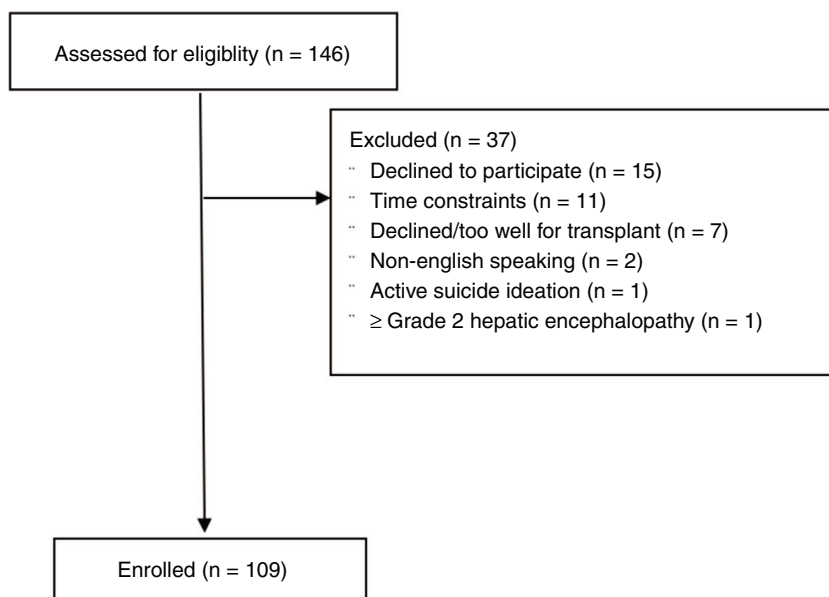 Assessed for eligiblity (n = 146)
Excluded (n = 37)
¨ Declined to participate (n = 15)
¨ Time constraints (n = 11)
¨ Declined/too well for transplant (n = 7)
¨ Non-english speaking (n = 2)
¨ Active suicide ideation (n = 1)
¨ ≥ Grade 2 hepatic encephalopathy (n = 1)
Enrolled (n = 109)